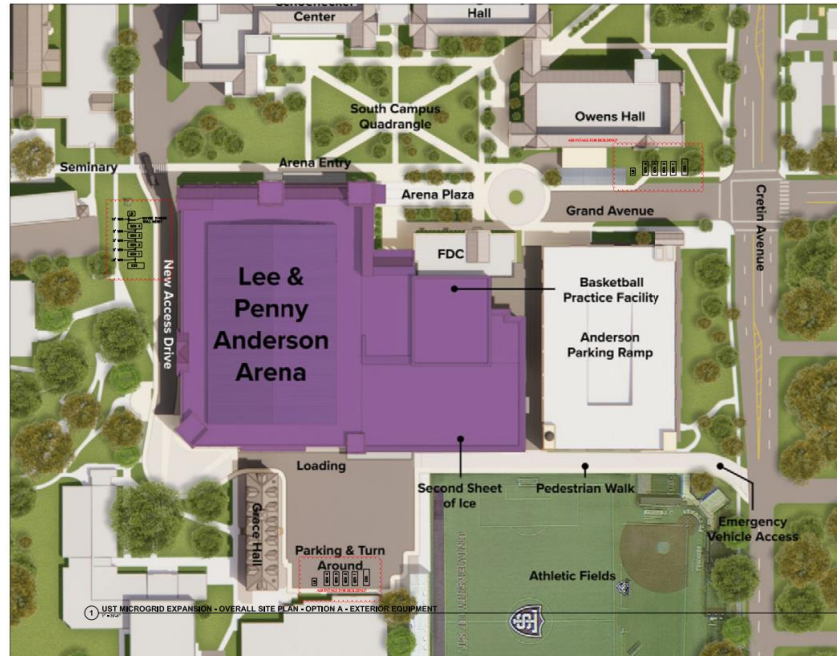 Center
Hall
South Campus
Quadrangle
Owens Hall
Seminary
Arena Entry
Arena Plaza
Grand Avenue
Cretin Avenue
FDC
New Access Drive
Lee &
Penny
Anderson
Arena
Basketball
Practice Facility
Anderson
Parking Ramp
Loading
Second Sheet
of Ice
Pedestrian Walk
Emergency
Vehicle Access
Grace Hall
Parking & Turn
Around
Athletic Fields
1 UST MICROGRID EXPANSION - OVERALL SITE PLAN - OPTION A - EXTERIOR EQUIPMENT